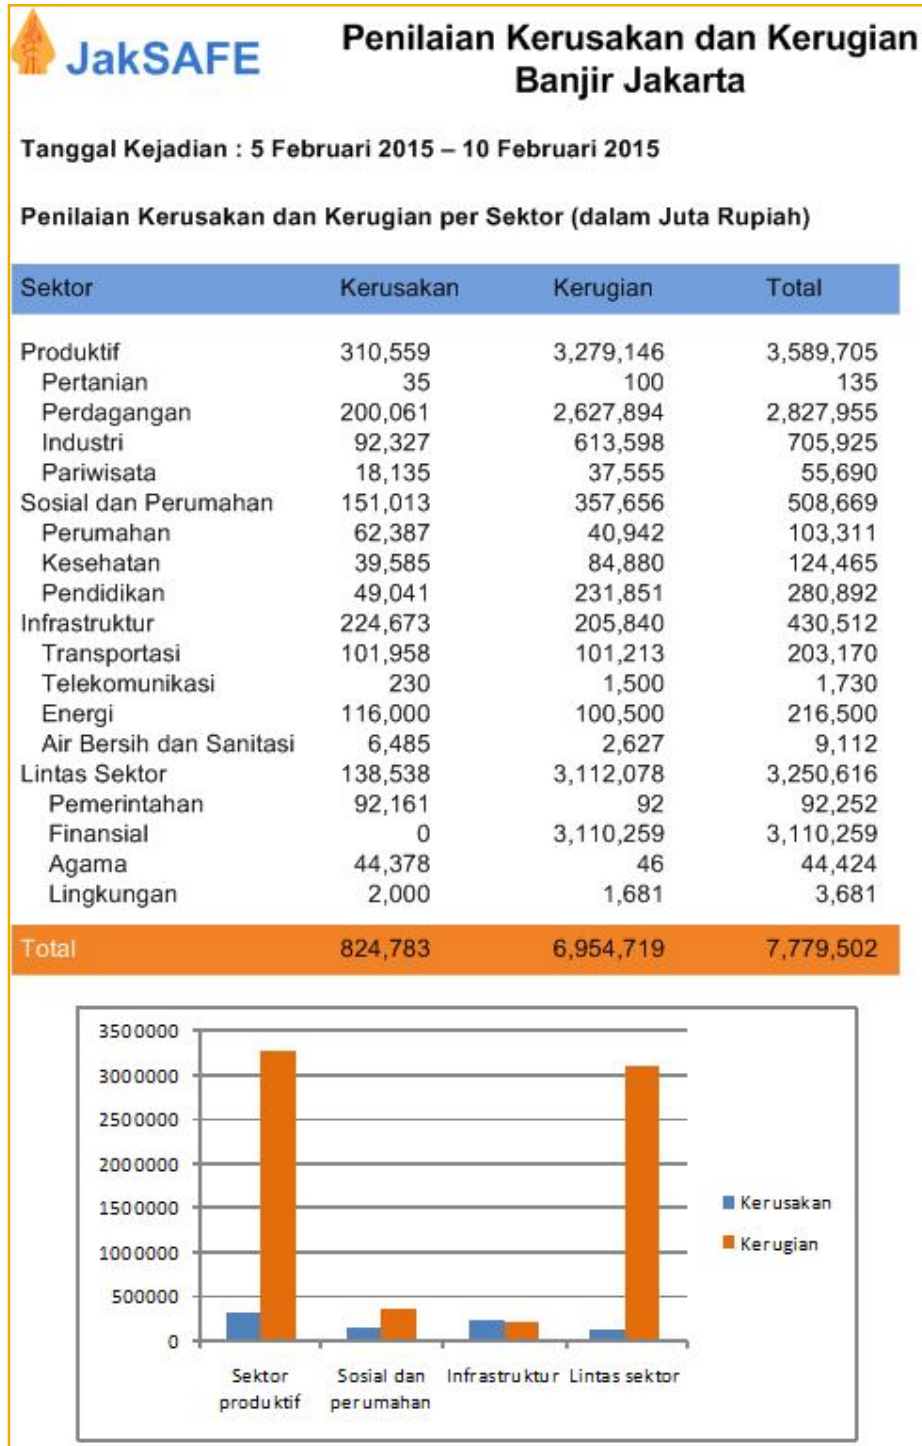 JakSAFE
Penilaian Kerusakan dan Kerugian
Banjir Jakarta
Tanggal Kejadian : 5 Februari 2015 – 10 Februari 2015
Penilaian Kerusakan dan Kerugian per Sektor (dalam Juta Rupiah)
Sektor Kerusakan Kerugian Total
Produktif 310,559 3,279,146 3,589,705
Pertanian 35 100 135
Perdagangan 200,061 2,627,894 2,827,955
Industri 92,327 613,598 705,925
Pariwisata 18,135 37,555 55,690
Sosial dan Perumahan 151,013 357,656 508,669
Perumahan 62,387 40,942 103,311
Kesehatan 39,585 84,880 124,465
Pendidikan 49,041 231,851 280,892
Infrastruktur 224,673 205,840 430,512
Transportasi 101,958 101,213 203,170
Telekomunikasi 230 1,500 1,730
Energi 116,000 100,500 216,500
Air Bersih dan Sanitasi 6,485 2,627 9,112
Lintas Sektor 138,538 3,112,078 3,250,616
Pemerintahan 92,161 92 92,252
Finansial 0 3,110,259 3,110,259
Agama 44,378 46 44,424
Lingkungan 2,000 1,681 3,681
Total 824,783 6,954,719 7,779,502
3500000
3000000
2500000
2000000
1500000
1000000
500000
0
Kerusakan
Kerugian
Sektor produktif
Sosial dan perumahan
Infrastruktur
Lintas sektor